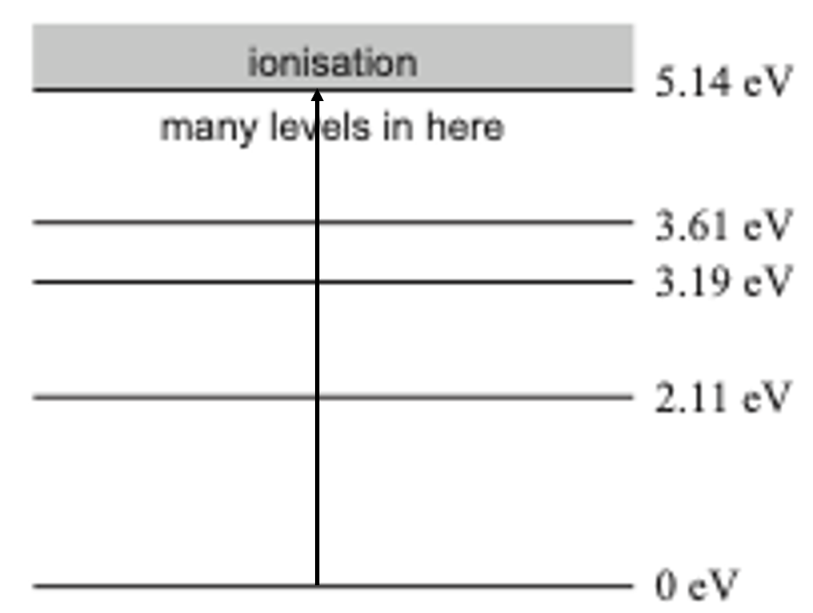 ionisation
5.14 eV
many levels in here
3.61 eV
3.19 eV
2.11 eV
0 eV